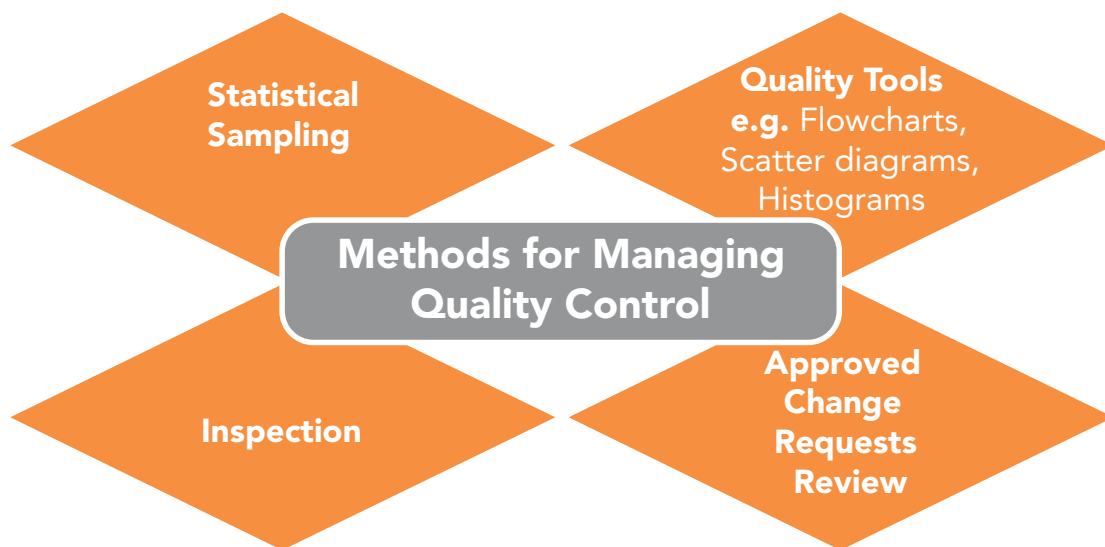 Statistical
Sampling
Quality Tools
e.g. Flowcharts,
Scatter diagrams,
Histograms
Methods for Managing
Quality Control
Inspection
Approved
Change
Requests
Review